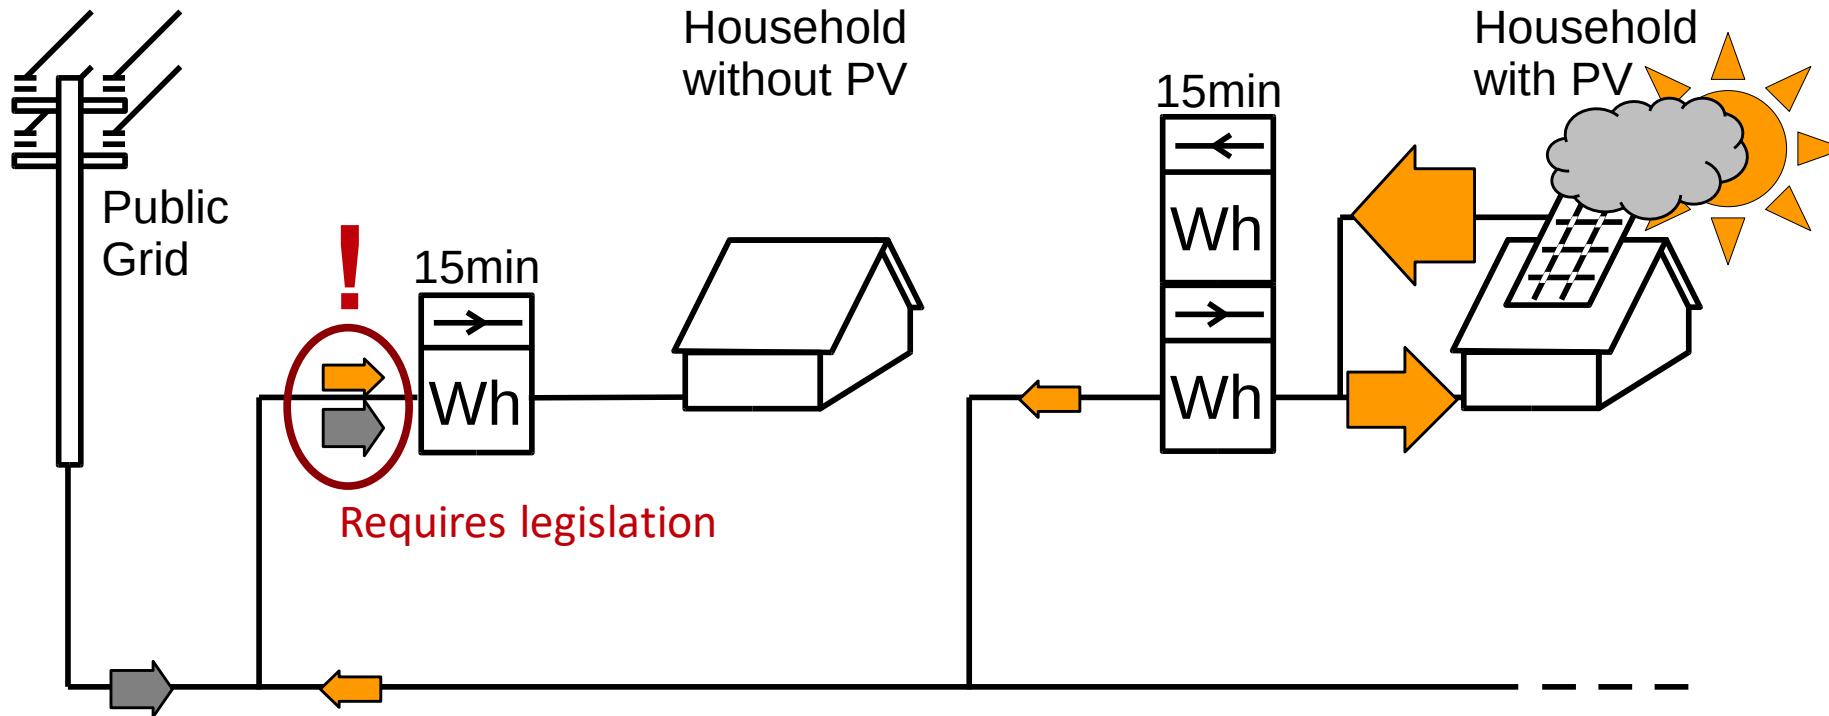 Household
without PV
Household
with PV
15min
Wh
Wh
Public
Grid
!
15min
Wh
Requires legislation